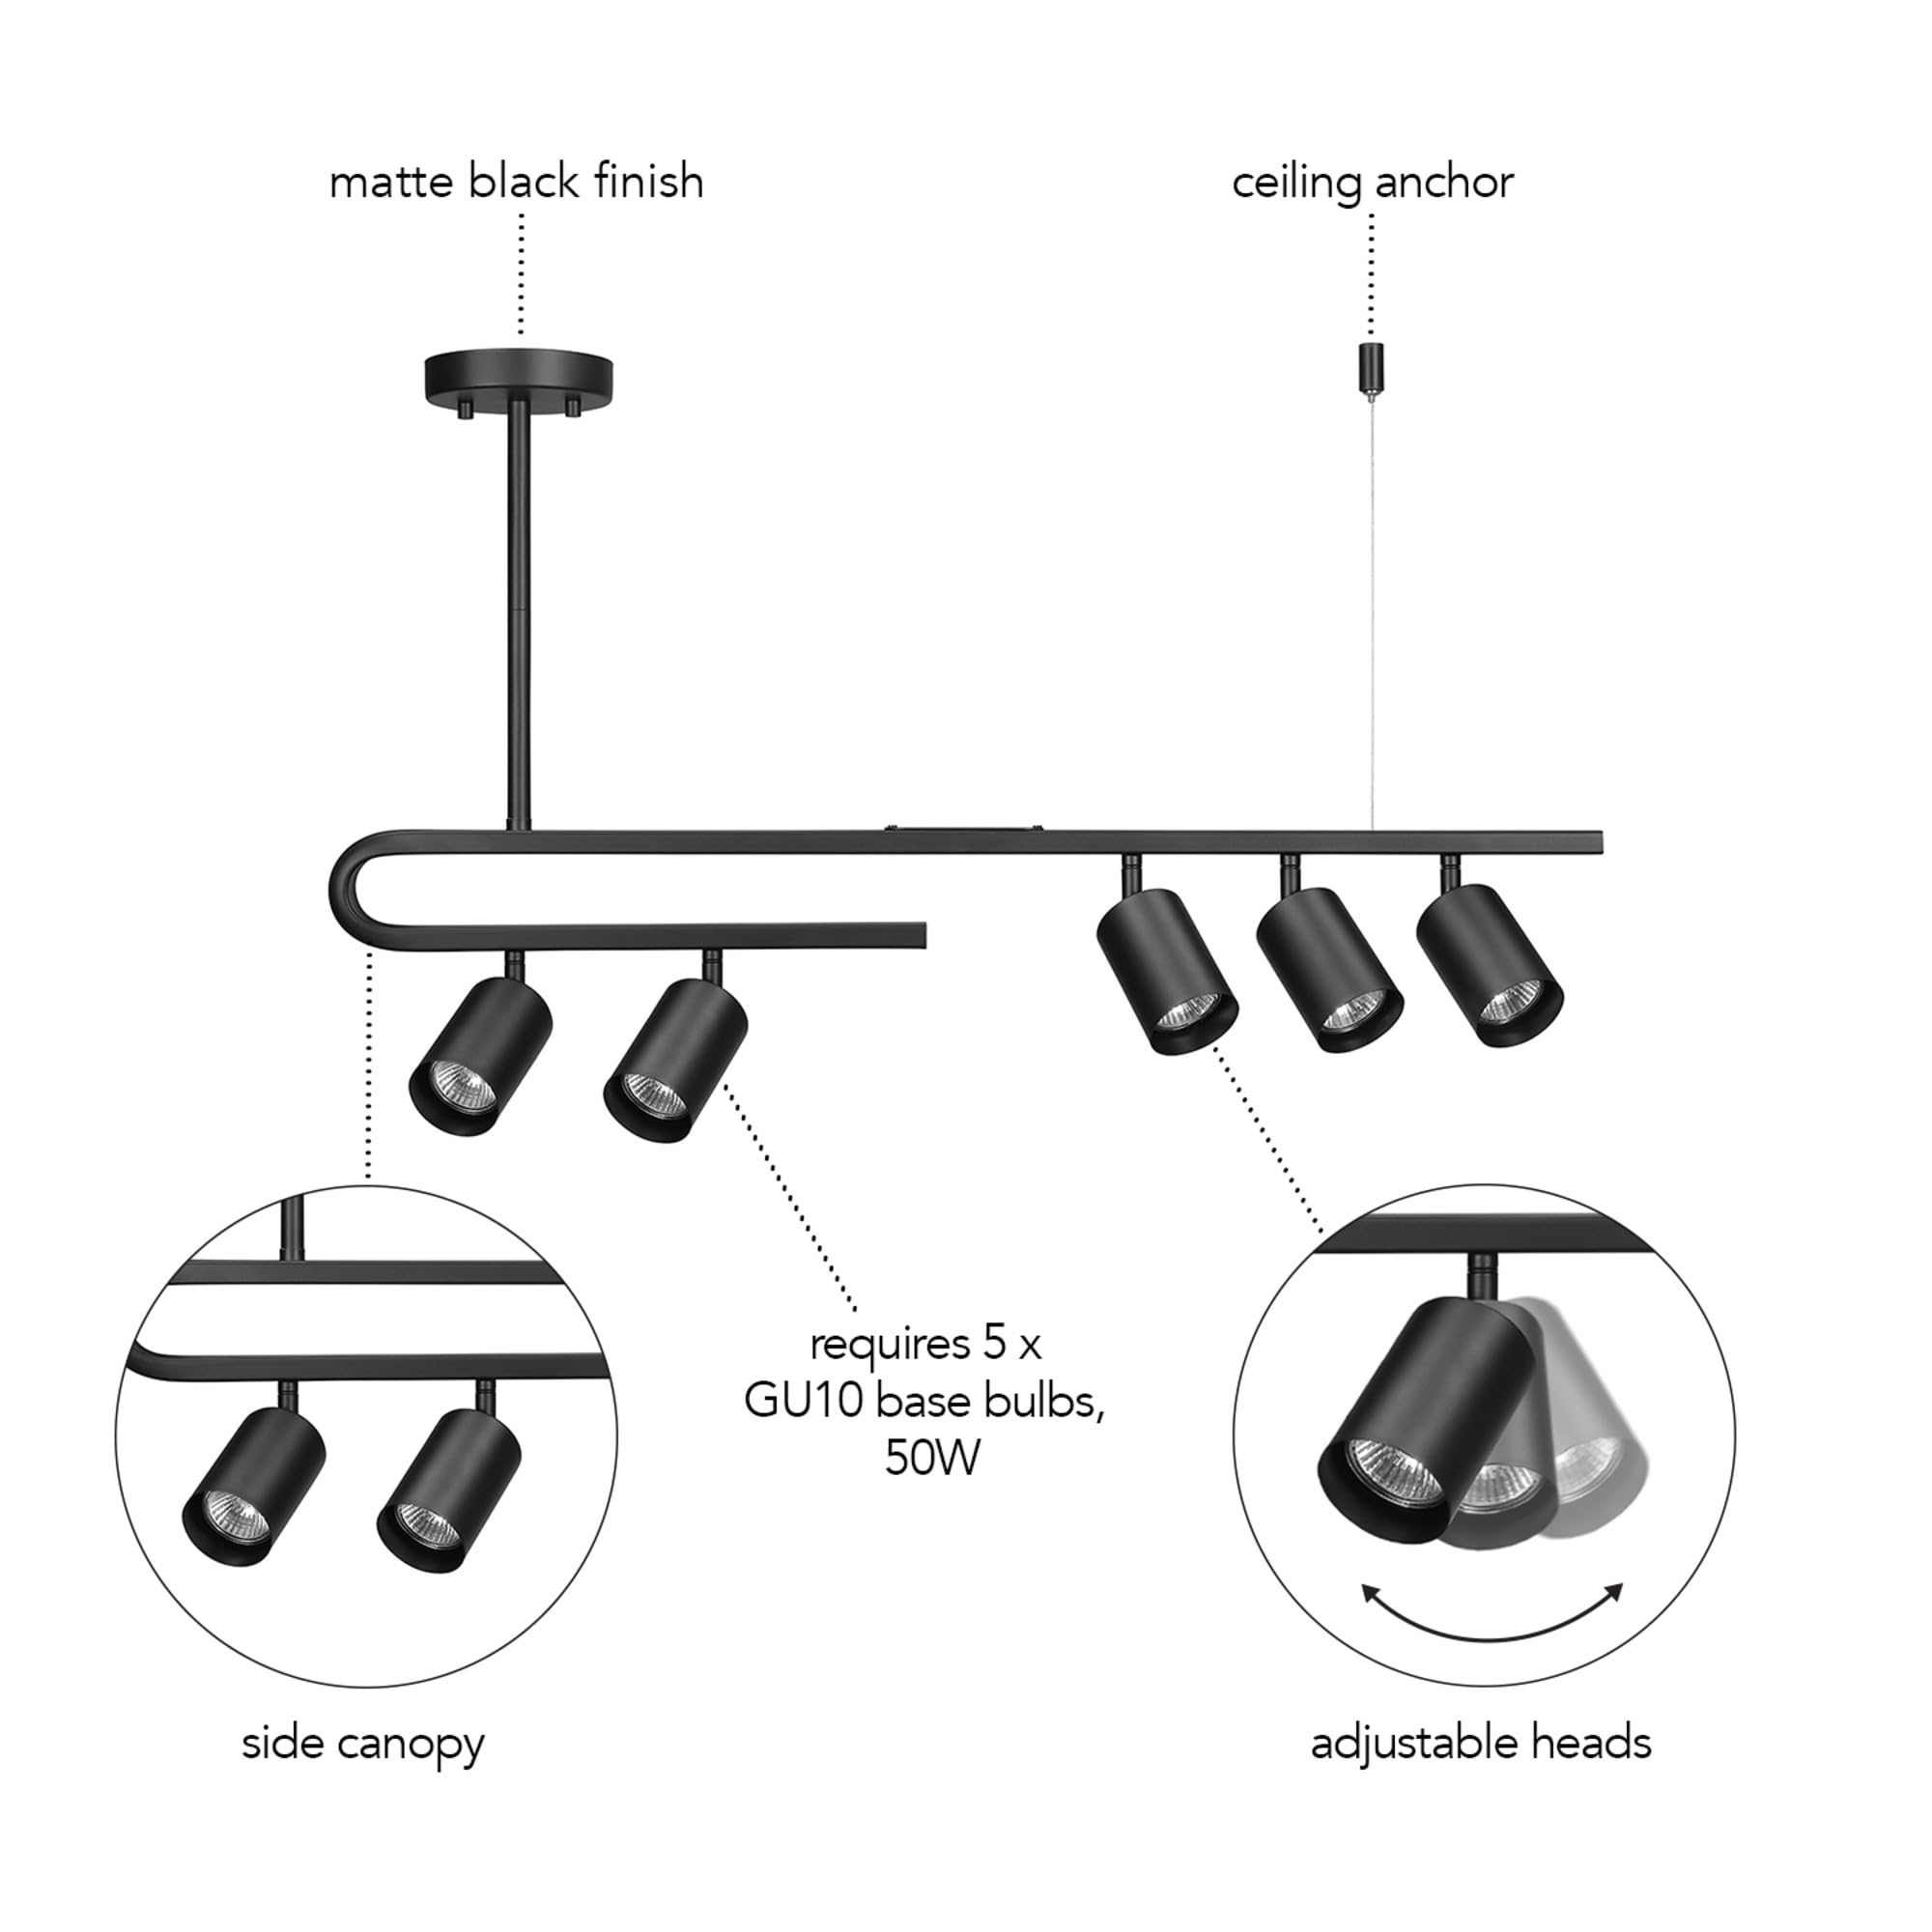 matte black finish
ceiling anchor
requires 5 x
GU10 base bulbs,
50W
side canopy
adjustable heads